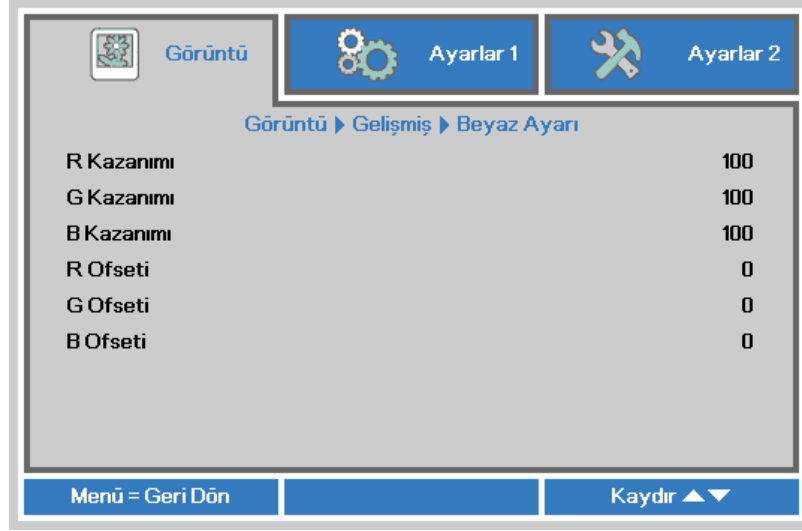 Görüntü
Ayarlar 1
Ayarlar 2
Görüntü Gelişmiş Beyaz Ayarı
R Kazanımı 100
G Kazanımı 100
B Kazanımı 100
R Ofseti 0
G Ofseti 0
B Ofseti 0
Menü = Geri Dön
Kaydır